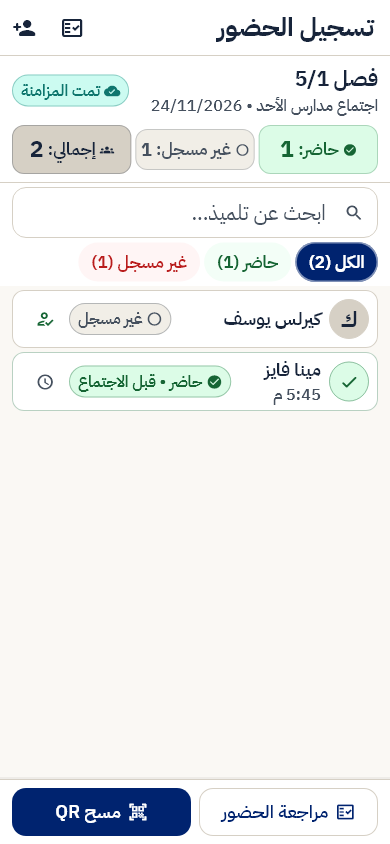 تسجيل الحضور
فصل 5/1
اجتماع مدارس الأحد • 24/11/2026
تمت المزامنة
حاضر: 1
غير مسجل: 1
إجمالي: 2
ابحث عن تلميذ...
الكل (2)
حاضر (1)
غير مسجل (1)
ك
كيرلس يوسف
غير مسجل
مينا فايز
5:45 م
حاضر • قبل الاجتماع
مراجعة الحضور
مسح QR